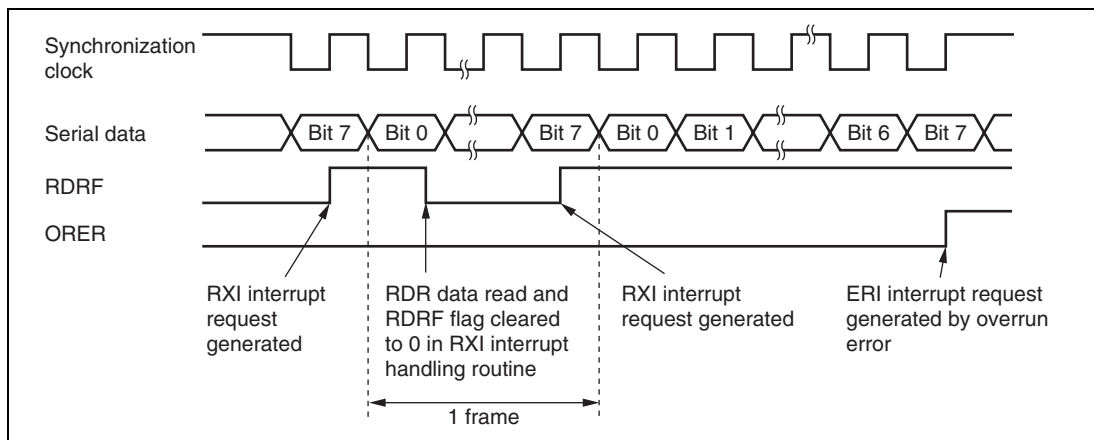 Synchronization
clock
Serial data
Bit 7 Bit 0 Bit 7 Bit 0 Bit 1 Bit 6 Bit 7
RDRF
ORER
RXI interrupt
request
generated
RDR data read and
RDRF flag cleared
to 0 in RXI interrupt
handling routine
RXI interrupt
request generated
ERI interrupt request
generated by overrun
error
1 frame